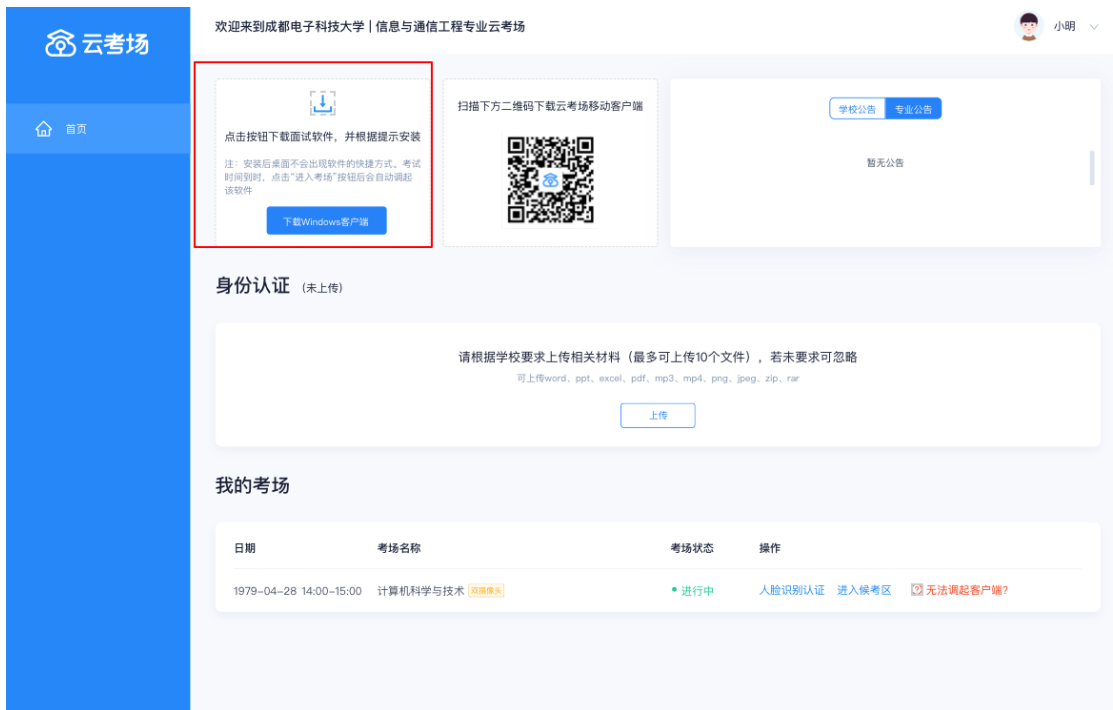 云考场
欢迎来到成都电子科技大学 | 信息与通信工程专业云考场
小明
首页
点击按钮下载面试软件，并根据提示安装
注：安装后桌面不会出现软件的快捷方式。考试
时间到时，点击“进入考场”按钮后会自动调起
该软件
下载Windows客户端
扫描下方二维码下载云考场移动客户端
学校公告 专业公告
暂无公告
身份认证 (未上传)
请根据学校要求上传相关材料（最多可上传10个文件），若未要求可忽略
可上传word、ppt、excel、pdf、mp3、mp4、png、jpeg、zip、rar
上传
我的考场
日期 考场名称 考场状态 操作
1979-04-28 14:00-15:00 计算机科学与技术 双摄像头 进行中 人脸识别认证 进入候考区 无法调起客户端?